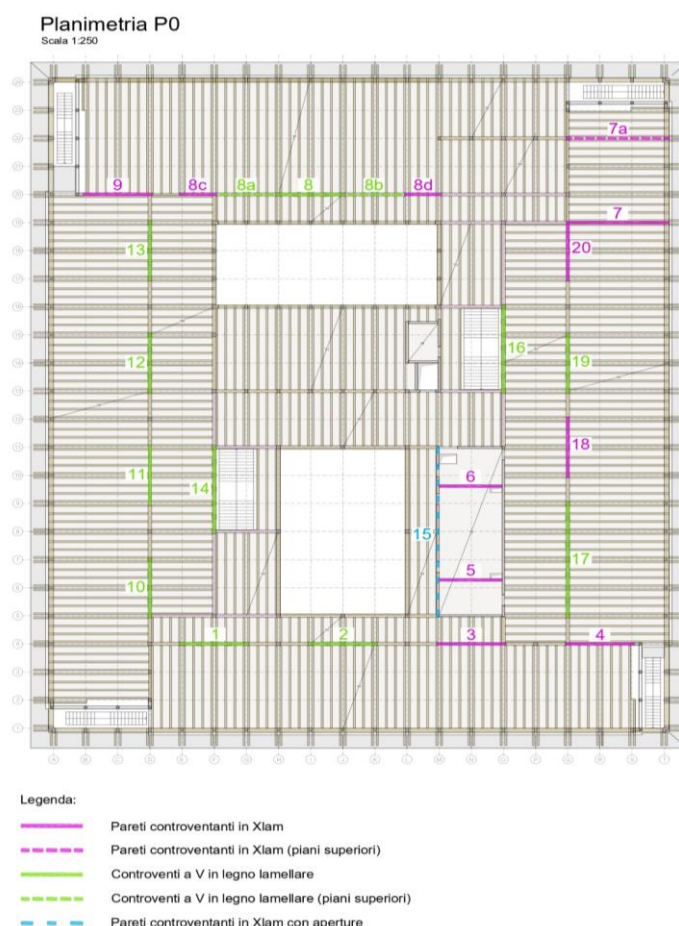 Planimetria P0
Scala 1:250
7a
9 8c 8a 8 8b 8d
7
13 20
16 19
12
18
11 14 6
15
10 5 17
1 2 3 4
A B C D E F G H I J K L M N O P Q R S T
Legenda:
Pareti controventanti in Xlam
Pareti controventanti in Xlam (piani superiori)
Controventi a V in legno lamellare
Controventi a V in legno lamellare (piani superiori)
Pareti controventanti in Xlam con aperture